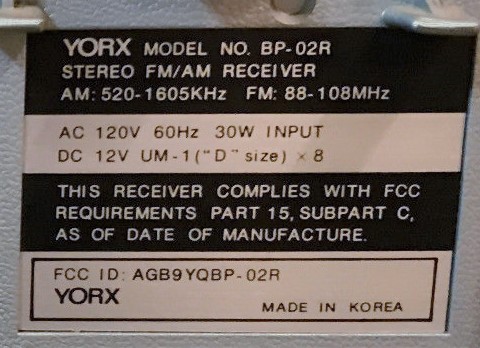 YORX MODEL NO. BP-02R
STEREO FM/AM RECEIVER
AM: 520-1605KHz FM: 88-108MHz
AC 120V 60Hz 30W INPUT
DC 12V UM-1 ("D" size) × 8
THIS RECEIVER COMPLIES WITH FCC
REQUIREMENTS PART 15, SUBPART C,
AS OF DATE OF MANUFACTURE.
FCC ID: AGB9YQBP-02R
YORX
MADE IN KOREA